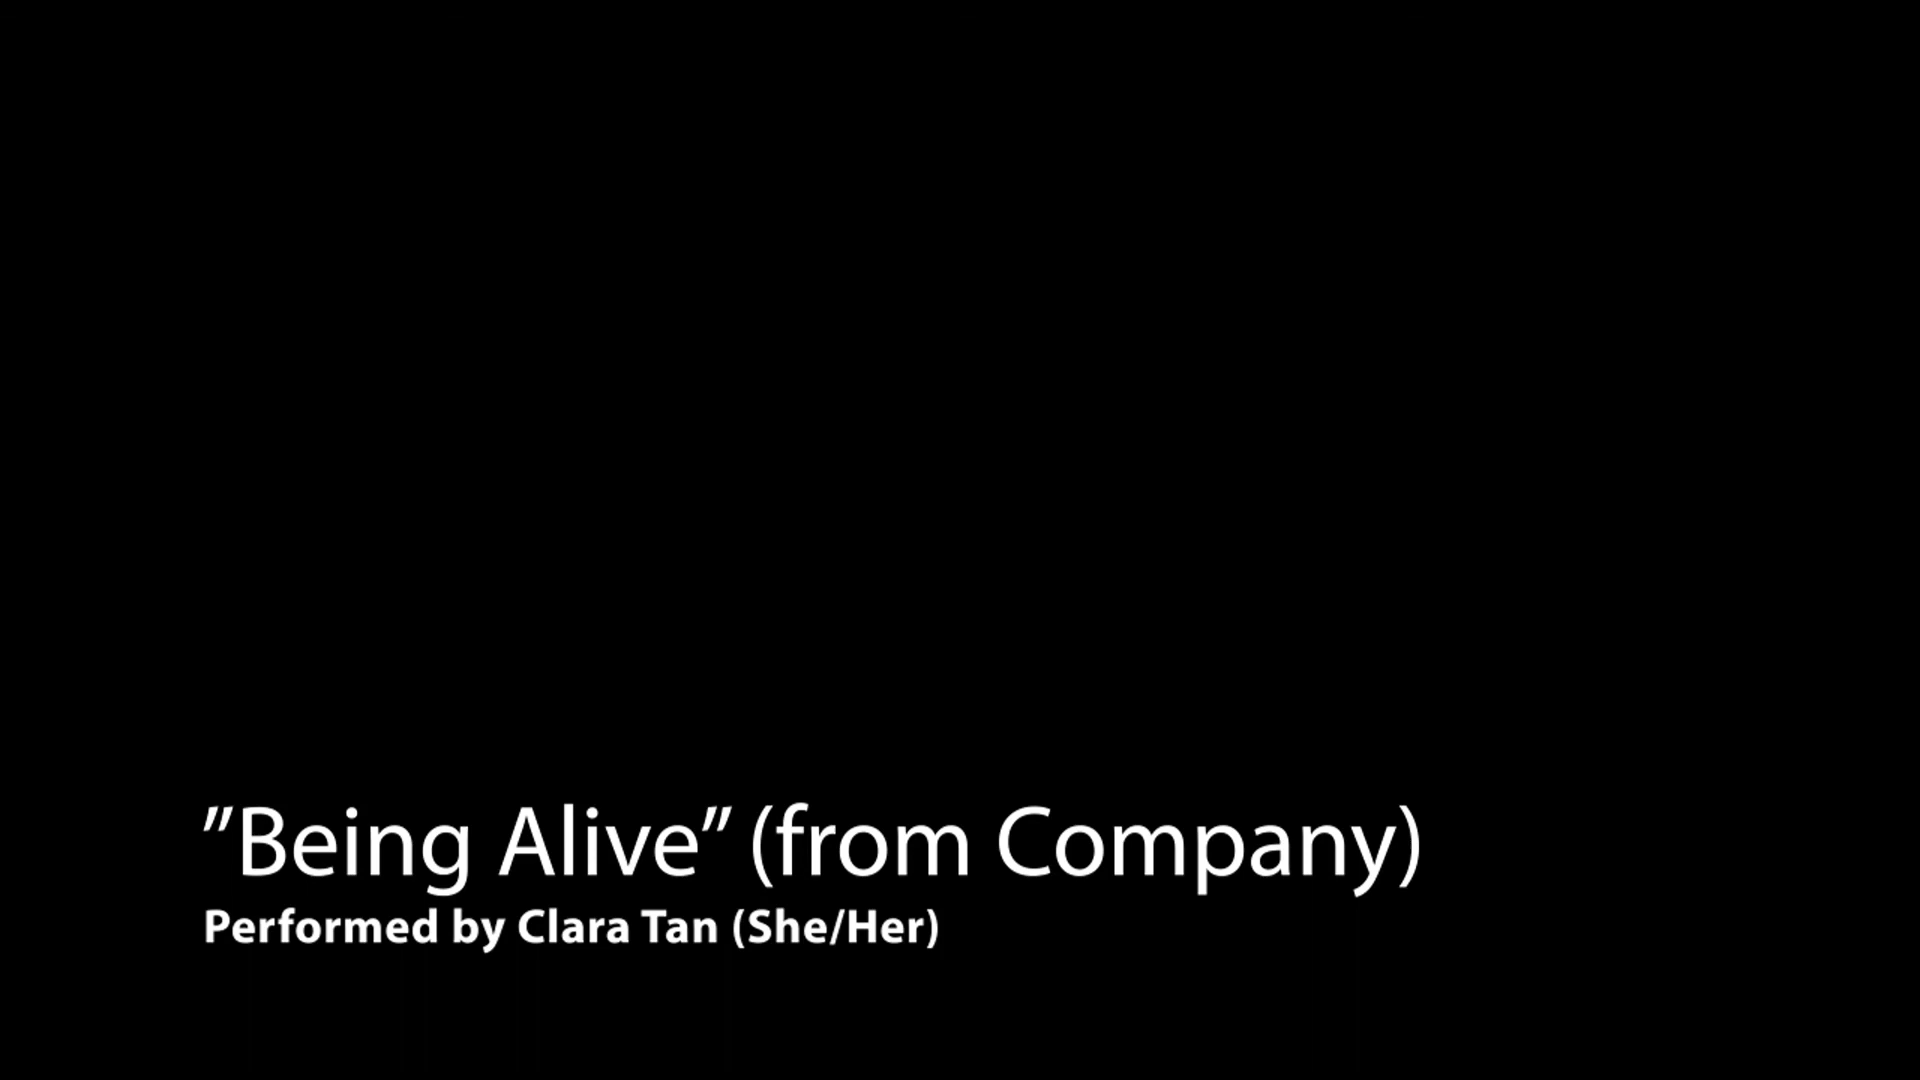 ”Being Alive” (from Company)
Performed by Clara Tan (She/Her)